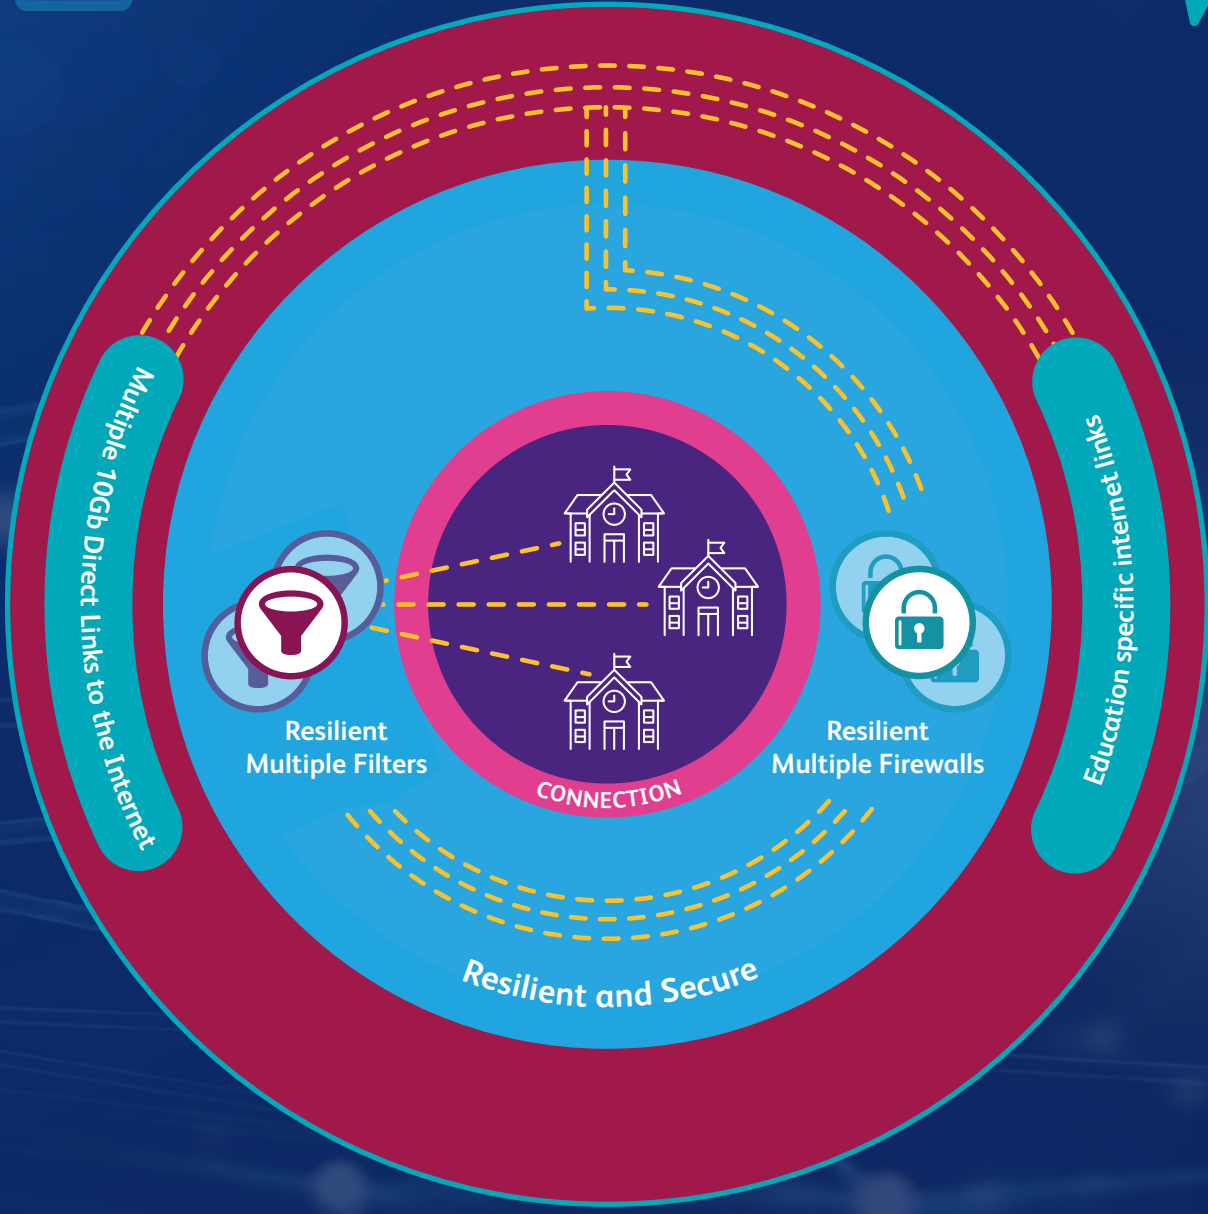 Multiple 10Gb Direct Links to the Internet
Education specific internet links
Resilient
Multiple Filters
Resilient
Multiple Firewalls
CONNECTION
Resilient and Secure